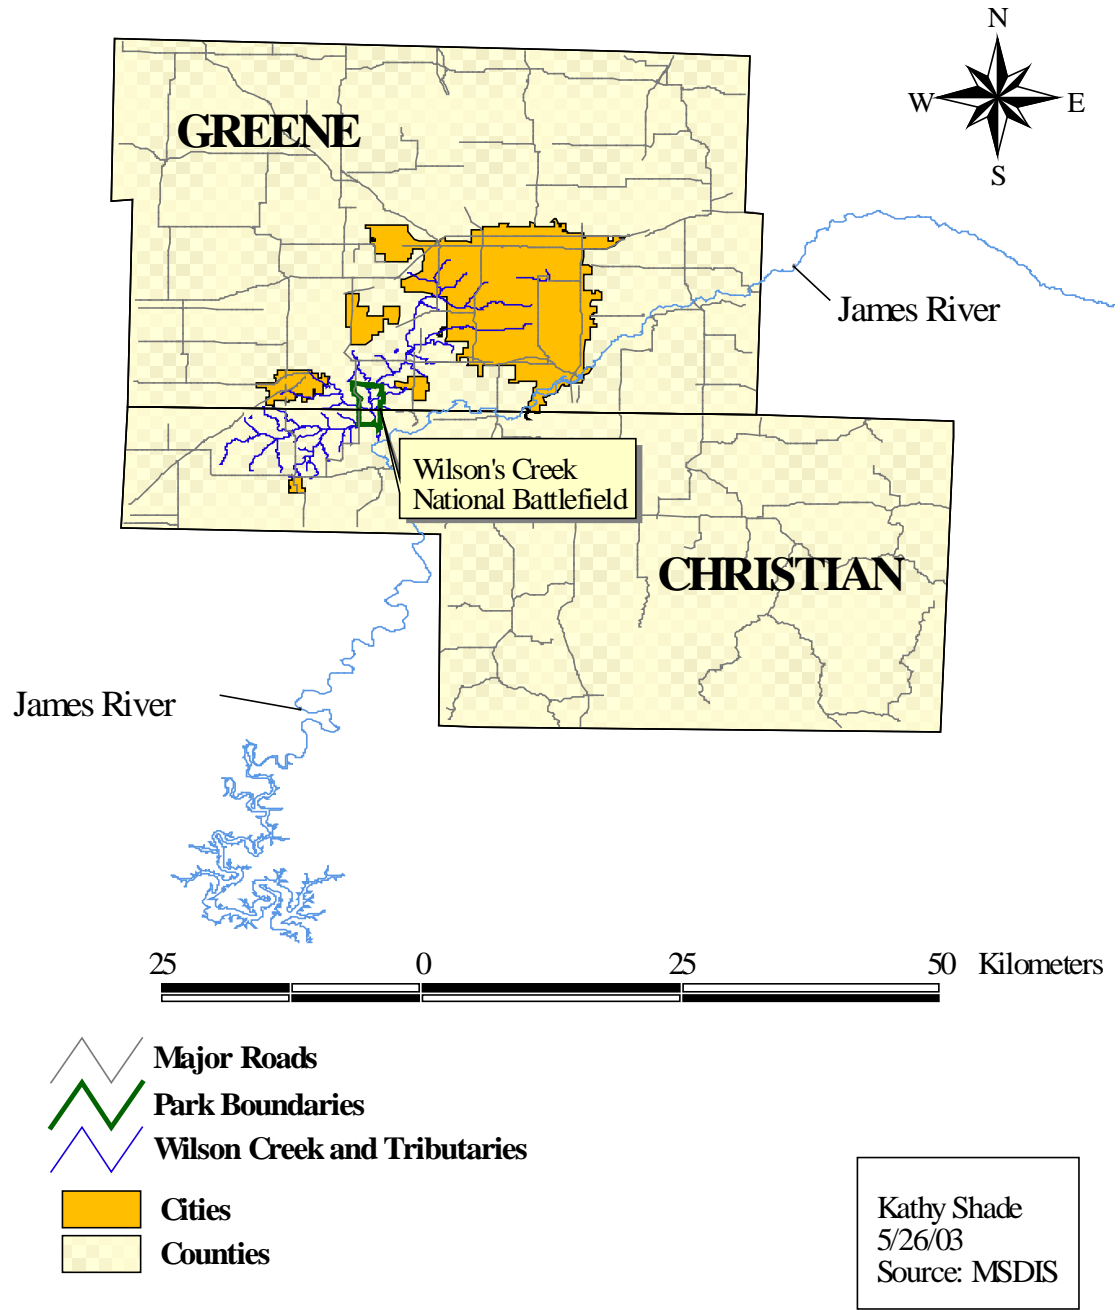 N
W E
S
GREENE
James River
Wilson's Creek
National Battlefield
CHRISTIAN
James River
25 0 25 50 Kilometers
Major Roads
Park Boundaries
Wilson Creek and Tributaries
Cities
Counties
Kathy Shade
5/26/03
Source: MSDIS